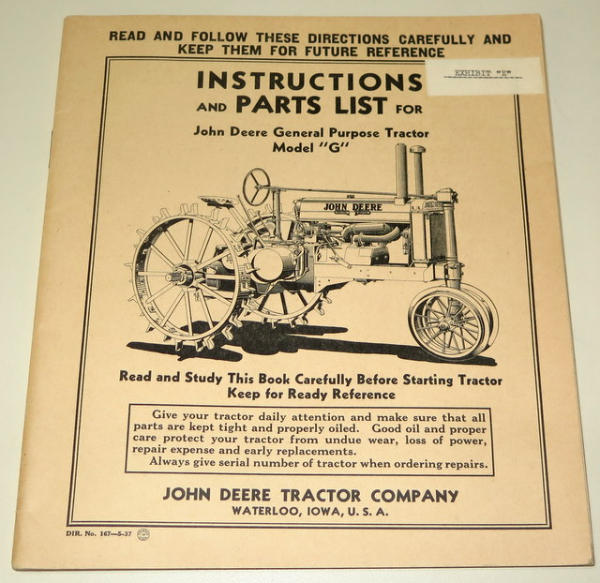 READ AND FOLLOW THESE DIRECTIONS CAREFULLY AND
KEEP THEM FOR FUTURE REFERENCE
EXHIBIT "E"
INSTRUCTIONS
AND PARTS LIST FOR
John Deere General Purpose Tractor
Model "G"
JOHN DEERE
Read and Study This Book Carefully Before Starting Tractor
Keep for Ready Reference
Give your tractor daily attention and make sure that all
parts are kept tight and properly oiled. Good oil and proper
care protect your tractor from undue wear, loss of power,
repair expense and early replacements.
Always give serial number of tractor when ordering repairs.
JOHN DEERE TRACTOR COMPANY
WATERLOO, IOWA, U. S. A.
DIR. No. 167—5-37